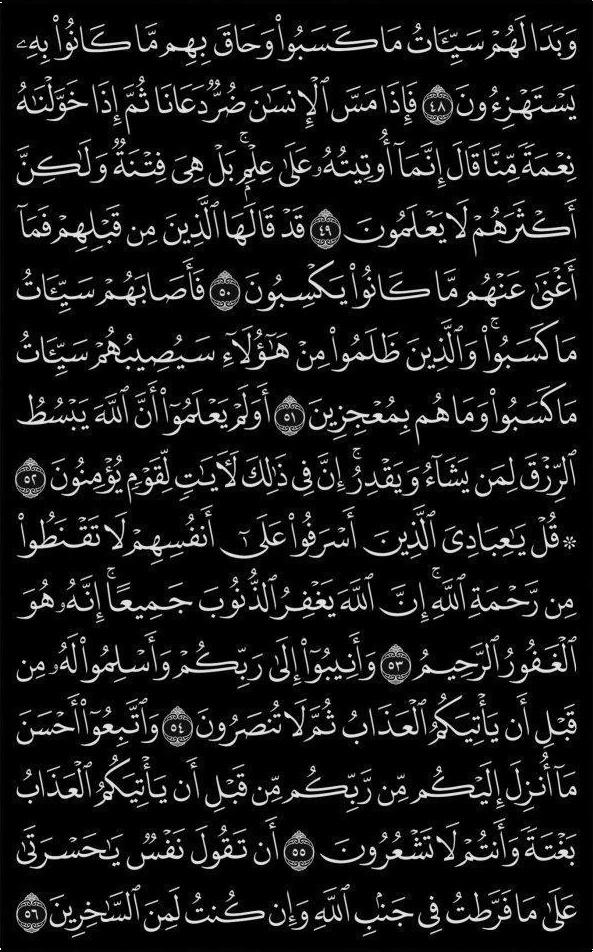 وَبَدَا لَهُمْ سَيِّـَٔاتُ مَا كَسَبُوا۟ وَحَاقَ بِهِم مَّا كَانُوا۟ بِهِۦ
يَسْتَهْزِءُونَ ٤٨ فَإِذَا مَسَّ ٱلْإِنسَٰنَ ضُرٌّ دَعَانَا ثُمَّ إِذَا خَوَّلْنَٰهُ
نِعْمَةً مِّنَّا قَالَ إِنَّمَآ أُوتِيتُهُۥ عَلَىٰ عِلْمٍۭ ۚ بَلْ هِىَ فِتْنَةٌ وَلَٰكِنَّ
أَكْثَرَهُمْ لَا يَعْلَمُونَ ٤٩ قَدْ قَالَهَا ٱلَّذِينَ مِن قَبْلِهِمْ فَمَآ
أَغْنَىٰ عَنْهُم مَّا كَانُوا۟ يَكْسِبُونَ ٥٠ فَأَصَابَهُمْ سَيِّـَٔاتُ
مَا كَسَبُوا۟ ۚ وَٱلَّذِينَ ظَلَمُوا۟ مِنْ هَٰٓؤُلَآءِ سَيُصِيبُهُمْ سَيِّـَٔاتُ
مَا كَسَبُوا۟ وَمَا هُم بِمُعْجِزِينَ ٥١ أَوَلَمْ يَعْلَمُوٓا۟ أَنَّ ٱللَّهَ يَبْسُطُ
ٱلرِّزْقَ لِمَن يَشَآءُ وَيَقْدِرُ ۚ إِنَّ فِى ذَٰلِكَ لَءَايَٰتٍ لِّقَوْمٍ يُؤْمِنُونَ ٥٢
* قُلْ يَٰعِبَادِىَ ٱلَّذِينَ أَسْرَفُوا۟ عَلَىٰٓ أَنفُسِهِمْ لَا تَقْنَطُوا۟
مِن رَّحْمَةِ ٱللَّهِ ۚ إِنَّ ٱللَّهَ يَغْفِرُ ٱلذُّنُوبَ جَمِيعًا ۚ إِنَّهُۥ هُوَ
ٱلْغَفُورُ ٱلرَّحِيمُ ٥٣ وَأَنِيبُوٓا۟ إِلَىٰ رَبِّكُمْ وَأَسْلِمُوا۟ لَهُۥ مِن
قَبْلِ أَن يَأْتِيَكُمُ ٱلْعَذَابُ ثُمَّ لَا تُنصَرُونَ ٥٤ وَٱتَّبِعُوٓا۟ أَحْسَنَ
مَآ أُنزِلَ إِلَيْكُم مِّن رَّبِّكُم مِّن قَبْلِ أَن يَأْتِيَكُمُ ٱلْعَذَابُ
بَغْتَةً وَأَنتُمْ لَا تَشْعُرُونَ ٥٥ أَن تَقُولَ نَفْسٌ يَٰحَسْرَتَىٰ
عَلَىٰ مَا فَرَّطتُ فِى جَنۢبِ ٱللَّهِ وَإِن كُنتُ لَمِنَ ٱلسَّٰخِرِينَ ٥٦